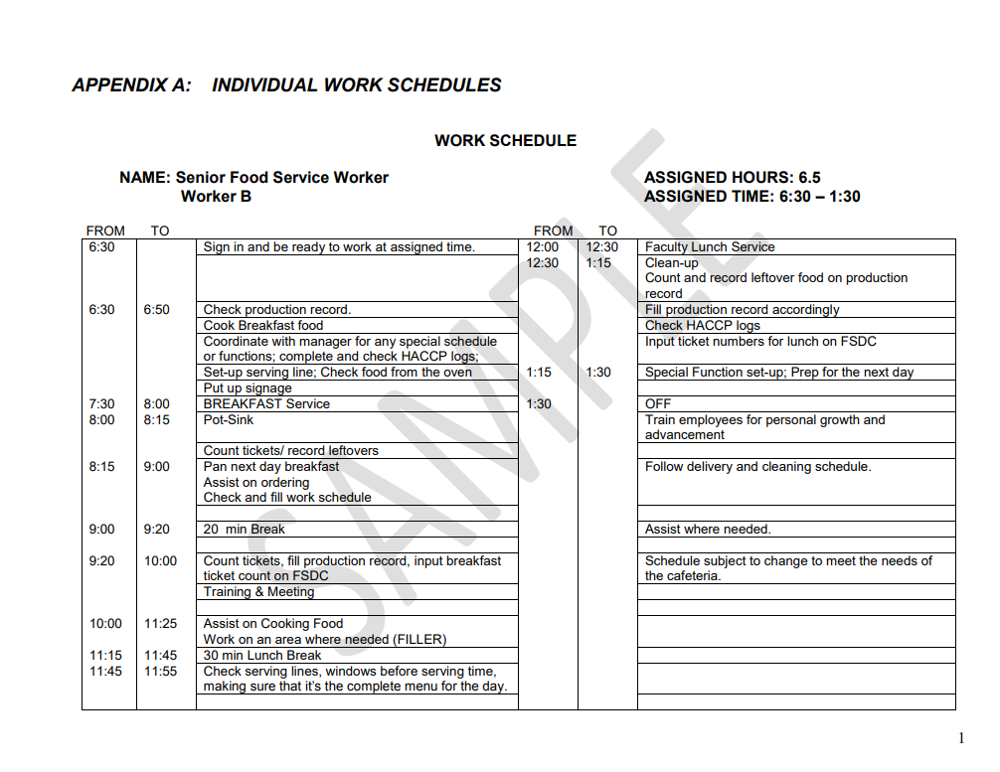 APPENDIX A: INDIVIDUAL WORK SCHEDULES
WORK SCHEDULE
NAME: Senior Food Service Worker
Worker B
ASSIGNED HOURS: 6.5
ASSIGNED TIME: 6:30 – 1:30
FROM TO
6:30 Sign in and be ready to work at assigned time.
6:30 6:50 Check production record.
Cook Breakfast food
Coordinate with manager for any special schedule
or functions; complete and check HACCP logs;
Set-up serving line; Check food from the oven
Put up signage
7:30 8:00 BREAKFAST Service
8:00 8:15 Pot-Sink
Count tickets/ record leftovers
8:15 9:00 Pan next day breakfast
Assist on ordering
Check and fill work schedule
9:00 9:20 20 min Break
9:20 10:00 Count tickets, fill production record, input breakfast
ticket count on FSDC
Training & Meeting
10:00 11:25 Assist on Cooking Food
Work on an area where needed (FILLER)
11:15 11:45 30 min Lunch Break
11:45 11:55 Check serving lines, windows before serving time,
making sure that it's the complete menu for the day.
FROM TO
12:00 12:30 Faculty Lunch Service
12:30 1:15 Clean-up
Count and record leftover food on production
record
Fill production record accordingly
Check HACCP logs
Input ticket numbers for lunch on FSDC
1:15 1:30 Special Function set-up; Prep for the next day
1:30 OFF
Train employees for personal growth and
advancement
Follow delivery and cleaning schedule.
Assist where needed.
Schedule subject to change to meet the needs of
the cafeteria.
SAMPLE
1